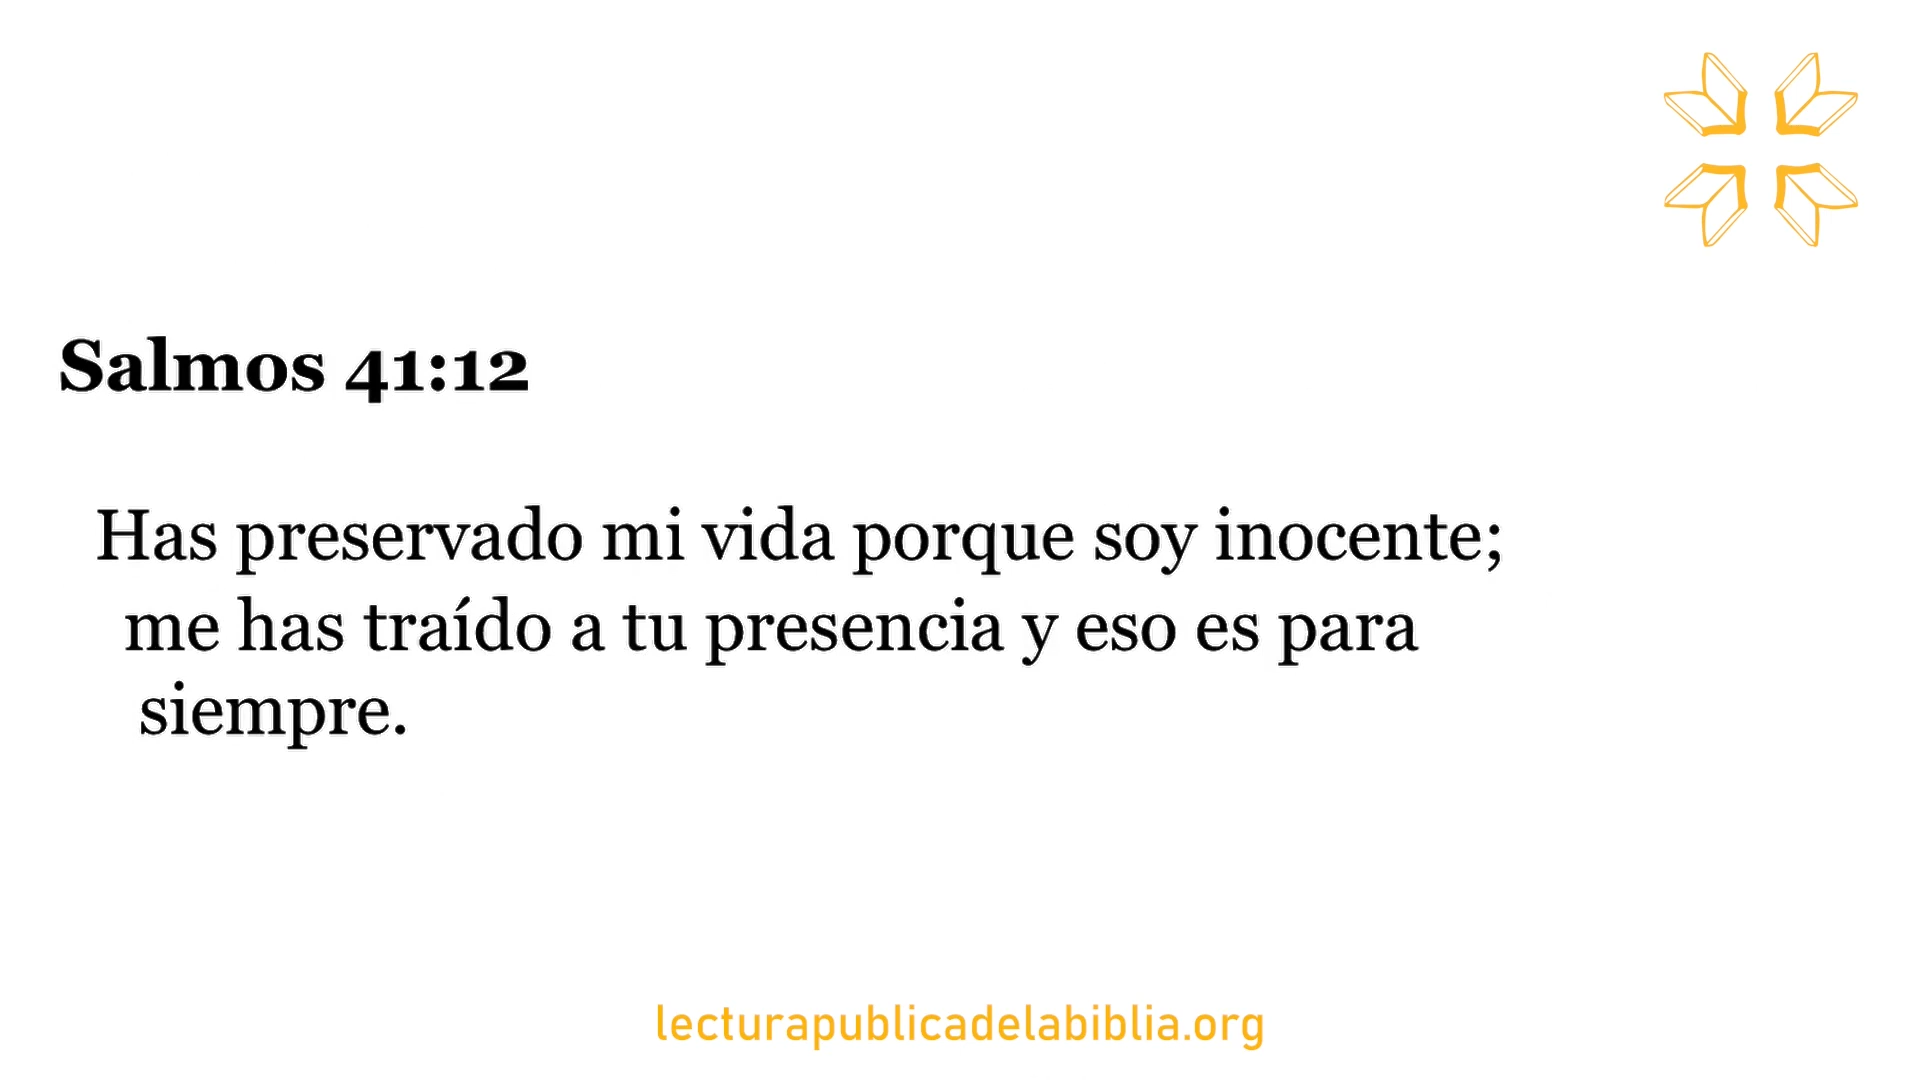 Salmos 41:12
Has preservado mi vida porque soy inocente;
me has traído a tu presencia y eso es para
siempre.
lecturapublicadelabiblia.org